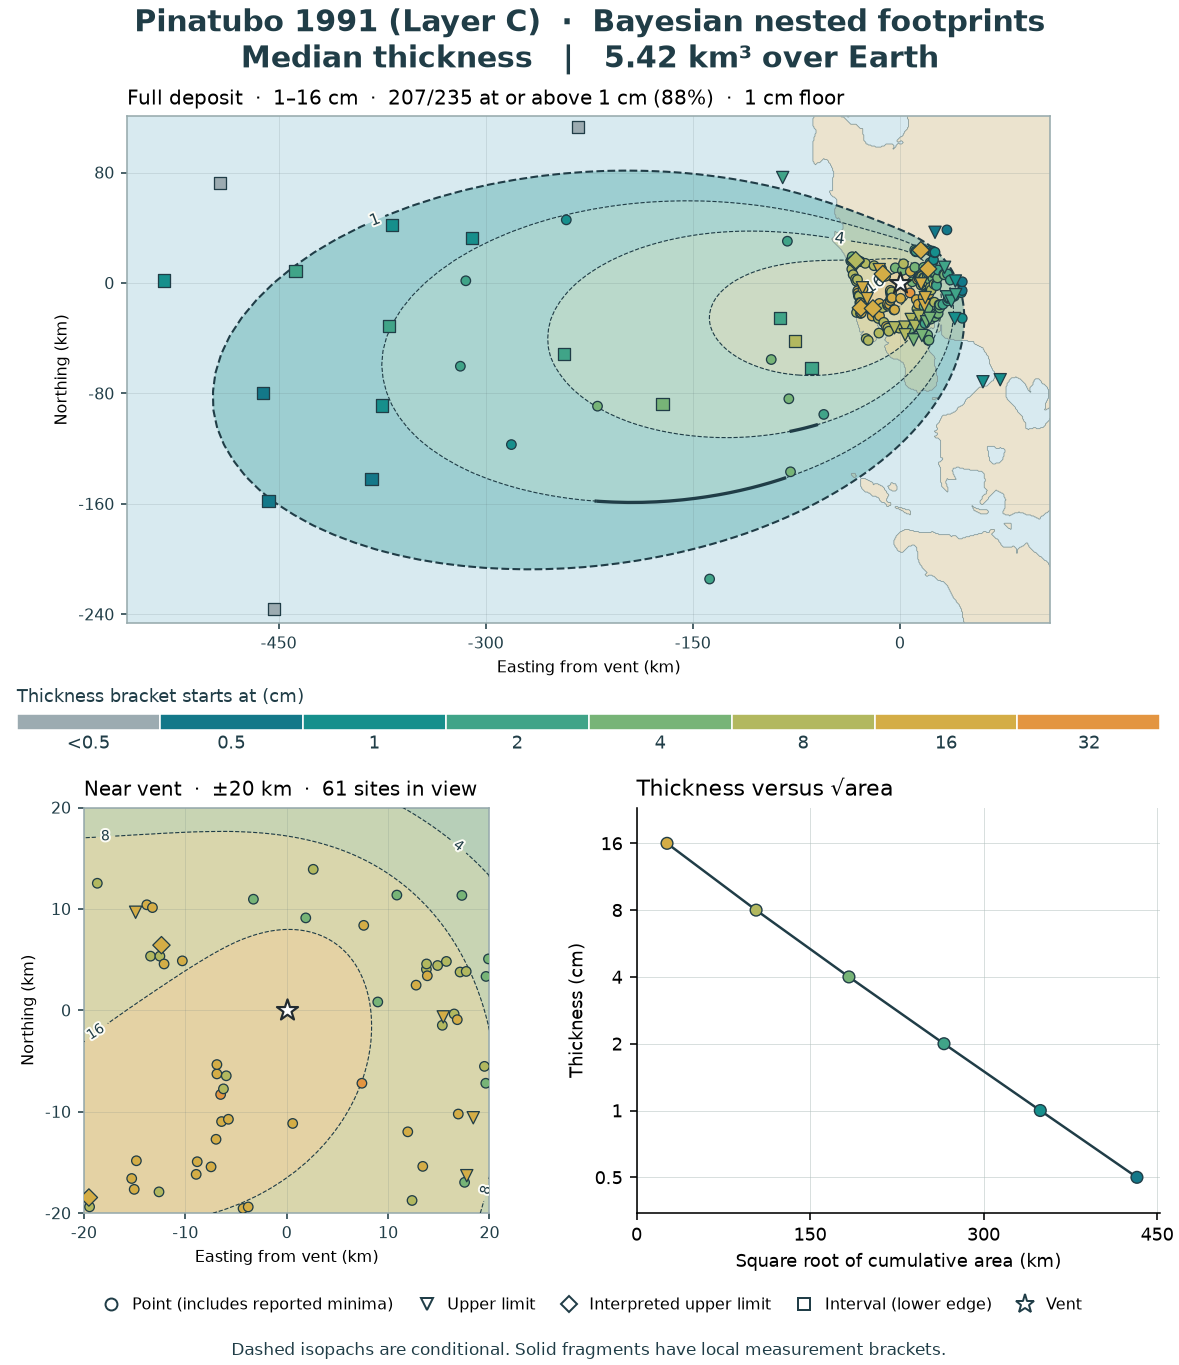 Pinatubo 1991 (Layer C)  ·  Bayesian nested footprints
Median thickness   |   5.42 km³ over Earth
Full deposit  ·  1–16 cm  ·  207/235 at or above 1 cm (88%)  ·  1 cm floor
Northing (km)
80
0
-80
-160
-240
1
4
16
-450
-300
-150
0
Easting from vent (km)
Thickness bracket starts at (cm)
<0.5
0.5
1
2
4
8
16
32
Near vent  ·  ±20 km  ·  61 sites in view
Northing (km)
20
10
0
-10
-20
8
4
16
8
-20
-10
0
10
20
Easting from vent (km)
Thickness versus √area
Thickness (cm)
16
8
4
2
1
0.5
0
150
300
450
Square root of cumulative area (km)
Point (includes reported minima)
Upper limit
Interpreted upper limit
Interval (lower edge)
Vent
Dashed isopachs are conditional. Solid fragments have local measurement brackets.